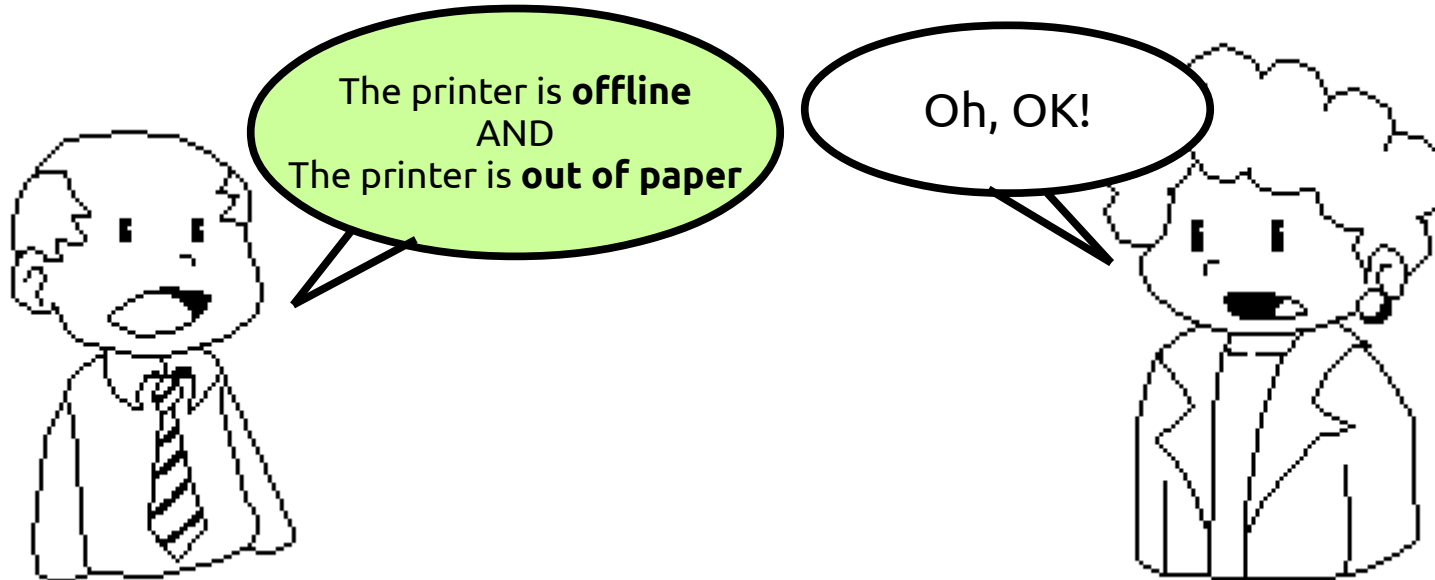 The printer is offline
AND
The printer is out of paper
Oh, OK!